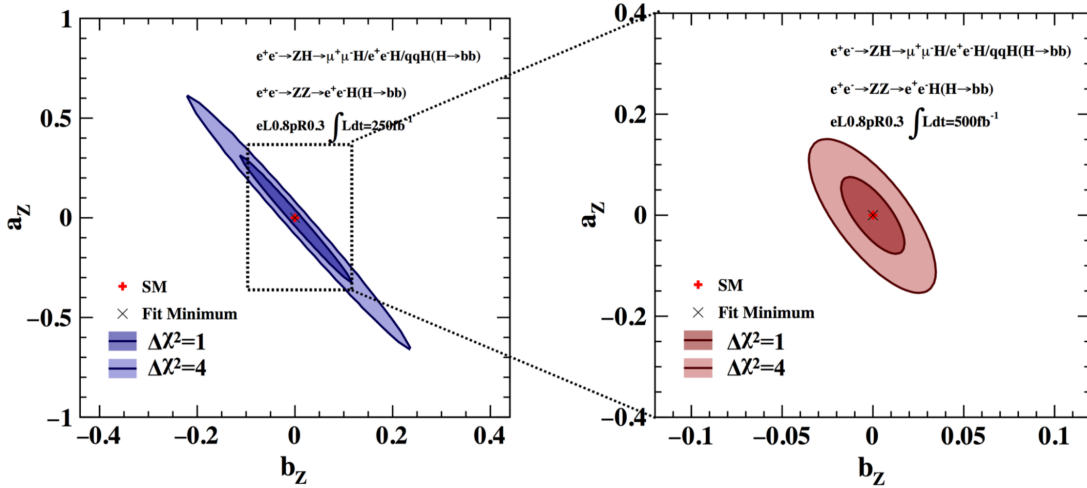 e⁺e⁻→ZH→μ⁺μ⁻H/e⁺e⁻H/qqH(H→bb)
e⁺e⁻→ZZ→e⁺e⁻H(H→bb)
eL0.8pR0.3 ∫Ldt=250fb⁻¹
1
0.5
0
−0.5
−1
a_Z
SM
Fit Minimum
Δχ²=1
Δχ²=4
−0.4
−0.2
0
0.2
0.4
b_Z
e⁺e⁻→ZH→μ⁺μ⁻H/e⁺e⁻H/qqH(H→bb)
e⁺e⁻→ZZ→e⁺e⁻H(H→bb)
eL0.8pR0.3 ∫Ldt=500fb⁻¹
0.4
0.2
0
−0.2
−0.4
a_Z
SM
Fit Minimum
Δχ²=1
Δχ²=4
−0.1
−0.05
0
0.05
0.1
b_Z